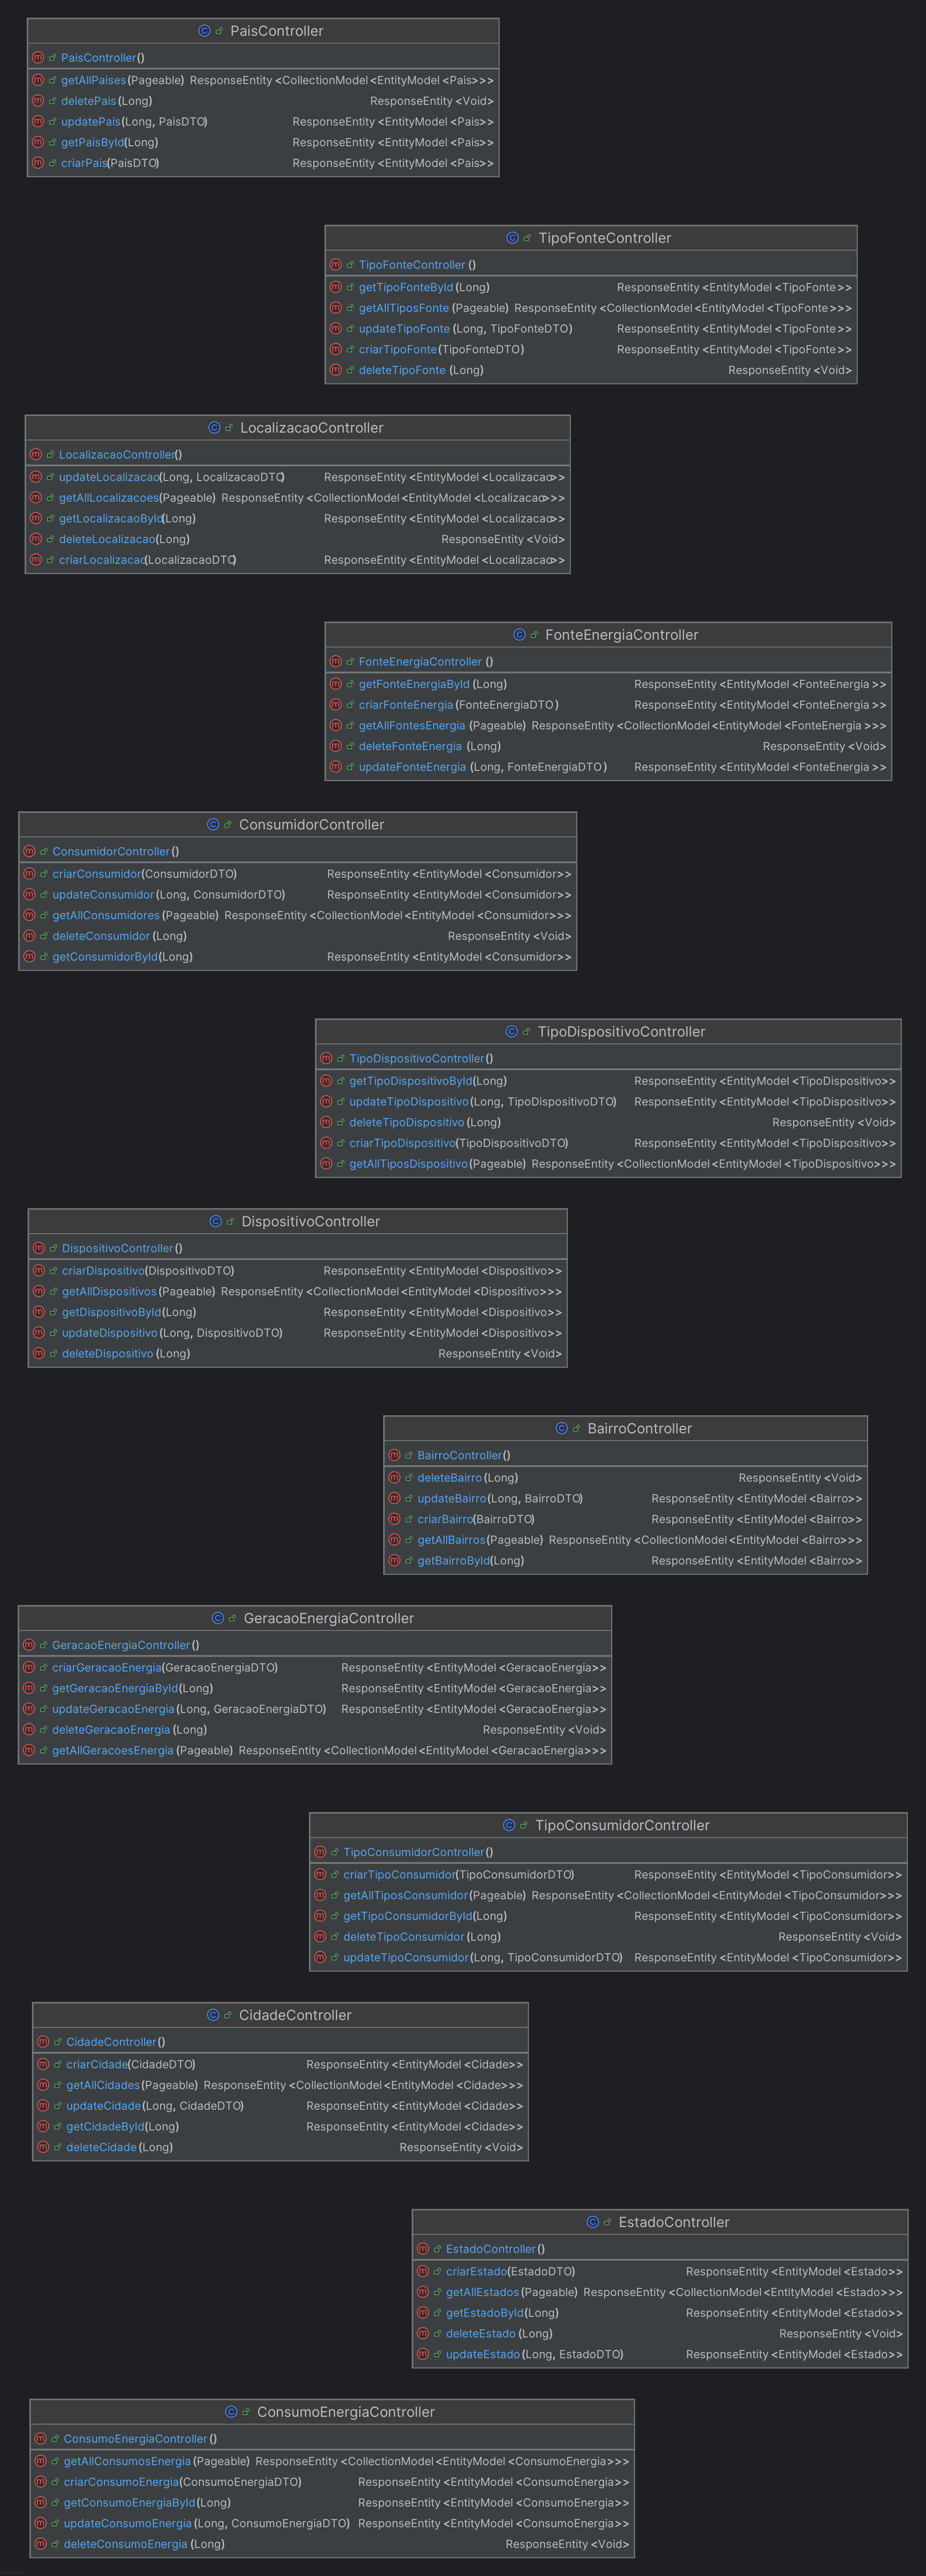 PaisController
PaisController()
getAllPaises(Pageable) ResponseEntity<CollectionModel<EntityModel<Pais>>>
deletePais(Long) ResponseEntity<Void>
updatePais(Long, PaisDTO) ResponseEntity<EntityModel<Pais>>
getPaisById(Long) ResponseEntity<EntityModel<Pais>>
criarPais(PaisDTO) ResponseEntity<EntityModel<Pais>>
TipoFonteController
TipoFonteController()
getTipoFonteById(Long) ResponseEntity<EntityModel<TipoFonte>>
getAllTiposFonte(Pageable) ResponseEntity<CollectionModel<EntityModel<TipoFonte>>>
updateTipoFonte(Long, TipoFonteDTO) ResponseEntity<EntityModel<TipoFonte>>
criarTipoFonte(TipoFonteDTO) ResponseEntity<EntityModel<TipoFonte>>
deleteTipoFonte(Long) ResponseEntity<Void>
LocalizacaoController
LocalizacaoController()
updateLocalizacao(Long, LocalizacaoDTO) ResponseEntity<EntityModel<Localizacao>>
getAllLocalizacoes(Pageable) ResponseEntity<CollectionModel<EntityModel<Localizacao>>>
getLocalizacaoById(Long) ResponseEntity<EntityModel<Localizacao>>
deleteLocalizacao(Long) ResponseEntity<Void>
criarLocalizacao(LocalizacaoDTO) ResponseEntity<EntityModel<Localizacao>>
FonteEnergiaController
FonteEnergiaController()
getFonteEnergiaById(Long) ResponseEntity<EntityModel<FonteEnergia>>
criarFonteEnergia(FonteEnergiaDTO) ResponseEntity<EntityModel<FonteEnergia>>
getAllFontesEnergia(Pageable) ResponseEntity<CollectionModel<EntityModel<FonteEnergia>>>
deleteFonteEnergia(Long) ResponseEntity<Void>
updateFonteEnergia(Long, FonteEnergiaDTO) ResponseEntity<EntityModel<FonteEnergia>>
ConsumidorController
ConsumidorController()
criarConsumidor(ConsumidorDTO) ResponseEntity<EntityModel<Consumidor>>
updateConsumidor(Long, ConsumidorDTO) ResponseEntity<EntityModel<Consumidor>>
getAllConsumidores(Pageable) ResponseEntity<CollectionModel<EntityModel<Consumidor>>>
deleteConsumidor(Long) ResponseEntity<Void>
getConsumidorById(Long) ResponseEntity<EntityModel<Consumidor>>
TipoDispositivoController
TipoDispositivoController()
getTipoDispositivoById(Long) ResponseEntity<EntityModel<TipoDispositivo>>
updateTipoDispositivo(Long, TipoDispositivoDTO) ResponseEntity<EntityModel<TipoDispositivo>>
deleteTipoDispositivo(Long) ResponseEntity<Void>
criarTipoDispositivo(TipoDispositivoDTO) ResponseEntity<EntityModel<TipoDispositivo>>
getAllTiposDispositivo(Pageable) ResponseEntity<CollectionModel<EntityModel<TipoDispositivo>>>
DispositivoController
DispositivoController()
criarDispositivo(DispositivoDTO) ResponseEntity<EntityModel<Dispositivo>>
getAllDispositivos(Pageable) ResponseEntity<CollectionModel<EntityModel<Dispositivo>>>
getDispositivoById(Long) ResponseEntity<EntityModel<Dispositivo>>
updateDispositivo(Long, DispositivoDTO) ResponseEntity<EntityModel<Dispositivo>>
deleteDispositivo(Long) ResponseEntity<Void>
BairroController
BairroController()
deleteBairro(Long) ResponseEntity<Void>
updateBairro(Long, BairroDTO) ResponseEntity<EntityModel<Bairro>>
criarBairro(BairroDTO) ResponseEntity<EntityModel<Bairro>>
getAllBairros(Pageable) ResponseEntity<CollectionModel<EntityModel<Bairro>>>
getBairroById(Long) ResponseEntity<EntityModel<Bairro>>
GeracaoEnergiaController
GeracaoEnergiaController()
criarGeracaoEnergia(GeracaoEnergiaDTO) ResponseEntity<EntityModel<GeracaoEnergia>>
getGeracaoEnergiaById(Long) ResponseEntity<EntityModel<GeracaoEnergia>>
updateGeracaoEnergia(Long, GeracaoEnergiaDTO) ResponseEntity<EntityModel<GeracaoEnergia>>
deleteGeracaoEnergia(Long) ResponseEntity<Void>
getAllGeracoesEnergia(Pageable) ResponseEntity<CollectionModel<EntityModel<GeracaoEnergia>>>
TipoConsumidorController
TipoConsumidorController()
criarTipoConsumidor(TipoConsumidorDTO) ResponseEntity<EntityModel<TipoConsumidor>>
getAllTiposConsumidor(Pageable) ResponseEntity<CollectionModel<EntityModel<TipoConsumidor>>>
getTipoConsumidorById(Long) ResponseEntity<EntityModel<TipoConsumidor>>
deleteTipoConsumidor(Long) ResponseEntity<Void>
updateTipoConsumidor(Long, TipoConsumidorDTO) ResponseEntity<EntityModel<TipoConsumidor>>
CidadeController
CidadeController()
criarCidade(CidadeDTO) ResponseEntity<EntityModel<Cidade>>
getAllCidades(Pageable) ResponseEntity<CollectionModel<EntityModel<Cidade>>>
updateCidade(Long, CidadeDTO) ResponseEntity<EntityModel<Cidade>>
getCidadeById(Long) ResponseEntity<EntityModel<Cidade>>
deleteCidade(Long) ResponseEntity<Void>
EstadoController
EstadoController()
criarEstado(EstadoDTO) ResponseEntity<EntityModel<Estado>>
getAllEstados(Pageable) ResponseEntity<CollectionModel<EntityModel<Estado>>>
getEstadoById(Long) ResponseEntity<EntityModel<Estado>>
deleteEstado(Long) ResponseEntity<Void>
updateEstado(Long, EstadoDTO) ResponseEntity<EntityModel<Estado>>
ConsumoEnergiaController
ConsumoEnergiaController()
getAllConsumosEnergia(Pageable) ResponseEntity<CollectionModel<EntityModel<ConsumoEnergia>>>
criarConsumoEnergia(ConsumoEnergiaDTO) ResponseEntity<EntityModel<ConsumoEnergia>>
getConsumoEnergiaById(Long) ResponseEntity<EntityModel<ConsumoEnergia>>
updateConsumoEnergia(Long, ConsumoEnergiaDTO) ResponseEntity<EntityModel<ConsumoEnergia>>
deleteConsumoEnergia(Long) ResponseEntity<Void>